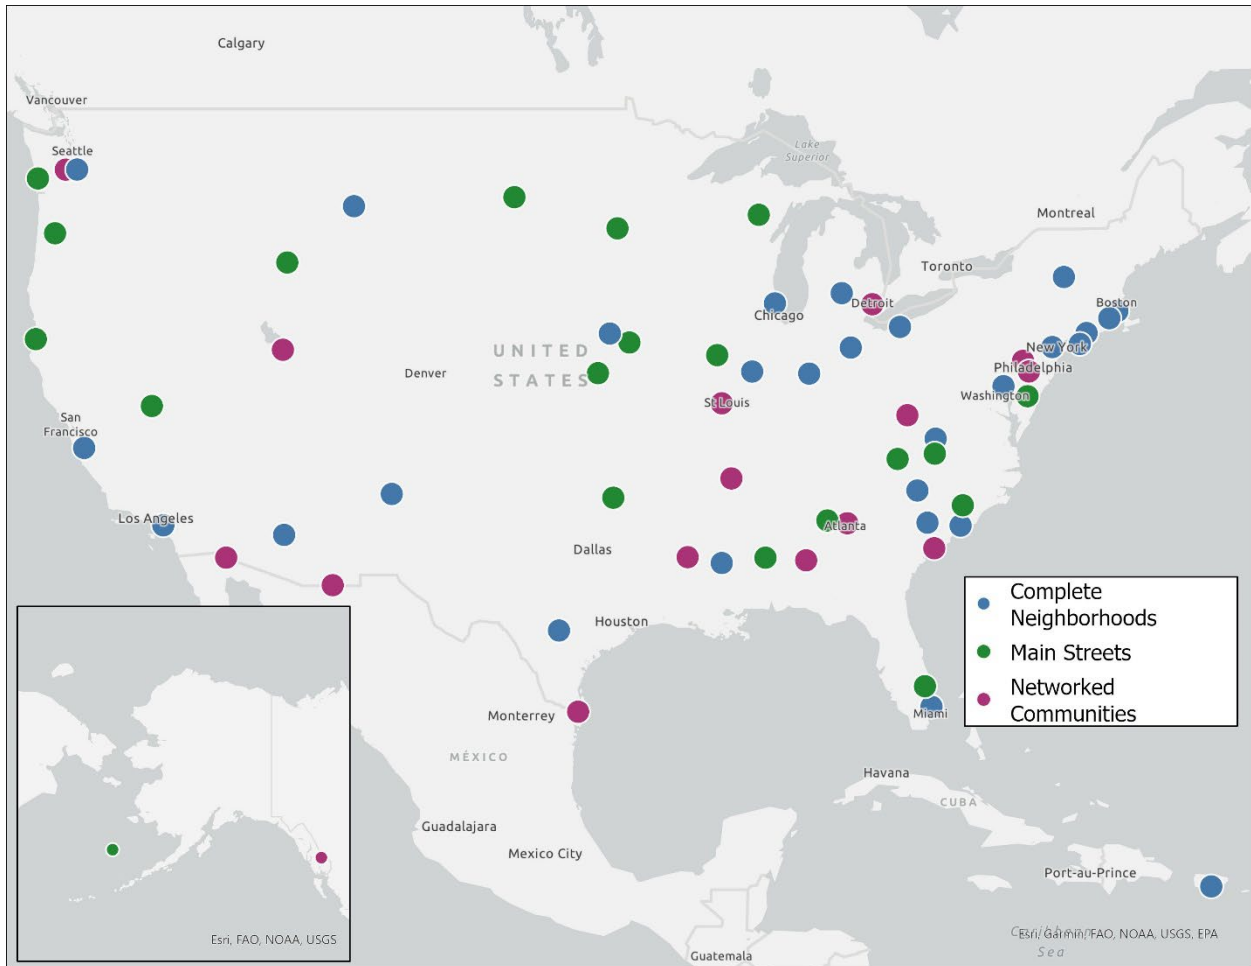 Calgary
Vancouver
Seattle
Lake
Superior
Montreal
Toronto
Boston
Detroit
Chicago
New York
UNITED
STATES
Denver
Philadelphia
Washington
St Louis
San
Francisco
Los Angeles
Atlanta
Dallas
Houston
Complete
Neighborhoods
Main Streets
Networked
Communities
Monterrey
Miami
MÉXICO
Havana
CUBA
Guadalajara
Mexico City
Port-au-Prince
Esri, FAO, NOAA, USGS
Caribbean
Sea
Esri, Garmin, FAO, NOAA, USGS, EPA
Guatemala